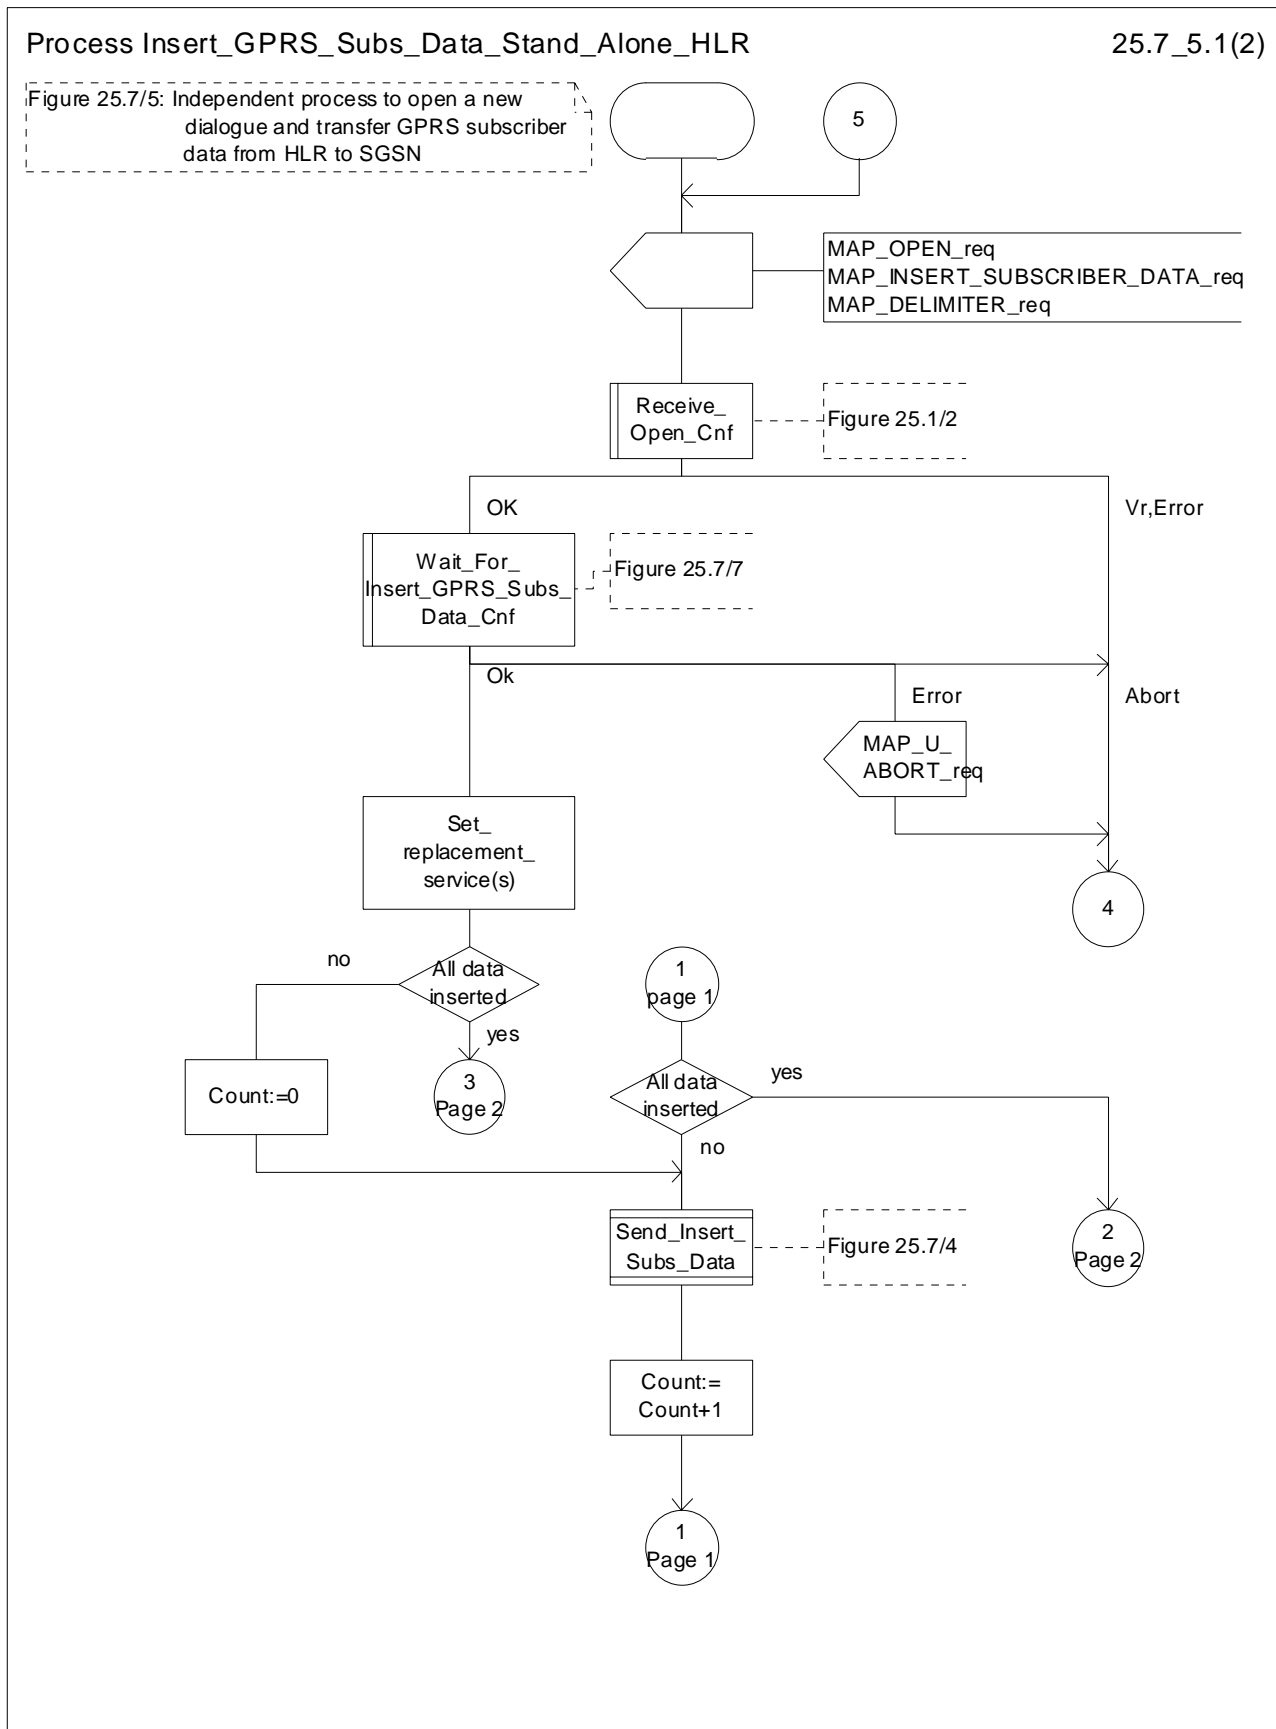 Process Insert_GPRS_Subs_Data_Stand_Alone_HLR
25.7_5.1(2)
Figure 25.7/5: Independent process to open a new
dialogue and transfer GPRS subscriber
data from HLR to SGSN
5
MAP_OPEN_req
MAP_INSERT_SUBSCRIBER_DATA_req
MAP_DELIMITER_req
Receive_
Open_Cnf
Figure 25.1/2
OK
Vr,Error
Wait_For_
Insert_GPRS_Subs_
Data_Cnf
Figure 25.7/7
Ok
Error
Abort
MAP_U_
ABORT_req
Set_
replacement_
service(s)
4
no
All data
inserted
yes
1
page 1
Count:=0
3
Page 2
All data
inserted
yes
no
Send_Insert_
Subs_Data
Figure 25.7/4
2
Page 2
Count:=
Count+1
1
Page 1